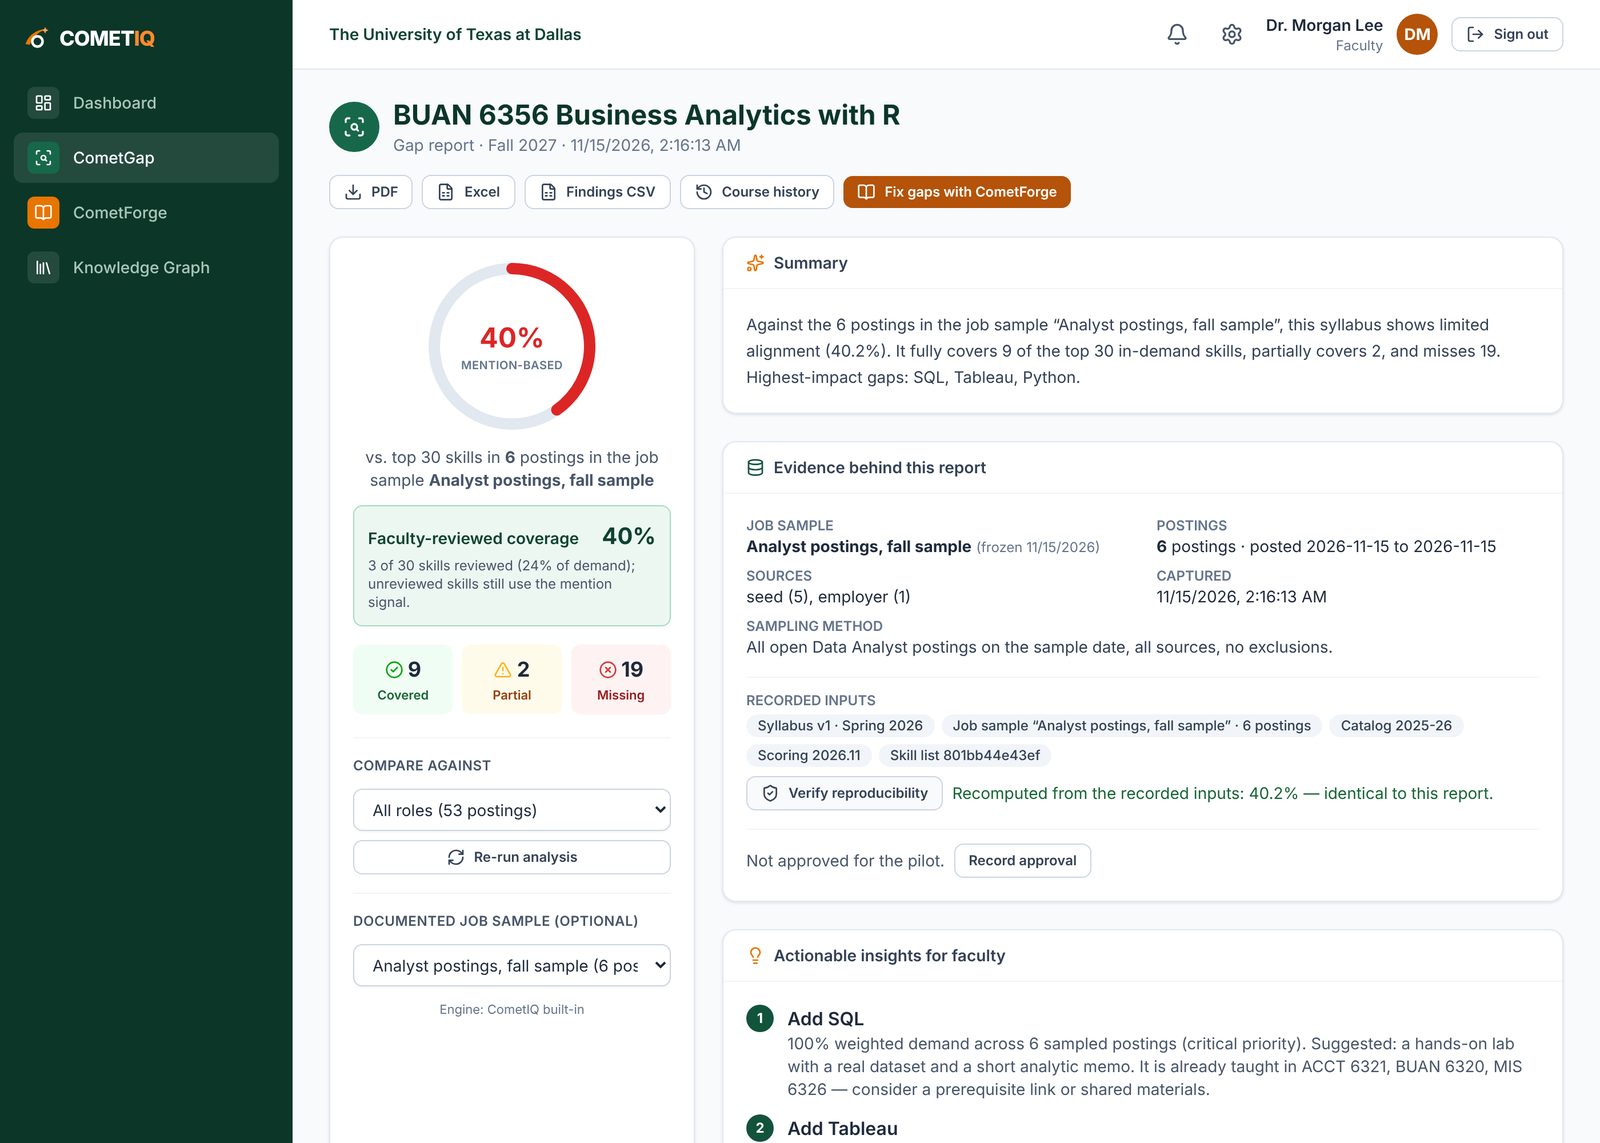 COMETIQ
Dashboard
CometGap
CometForge
Knowledge Graph
The University of Texas at Dallas
Dr. Morgan Lee
Faculty
DM
Sign out
BUAN 6356 Business Analytics with R
Gap report · Fall 2027 · 11/15/2026, 2:16:13 AM
PDF
Excel
Findings CSV
Course history
Fix gaps with CometForge
40%
MENTION-BASED
vs. top 30 skills in 6 postings in the job
sample Analyst postings, fall sample
Faculty-reviewed coverage 40%
3 of 30 skills reviewed (24% of demand);
unreviewed skills still use the mention
signal.
9
Covered
2
Partial
19
Missing
COMPARE AGAINST
All roles (53 postings)
Re-run analysis
DOCUMENTED JOB SAMPLE (OPTIONAL)
Analyst postings, fall sample (6 pos
Engine: CometIQ built-in
Summary
Against the 6 postings in the job sample “Analyst postings, fall sample”, this syllabus shows limited
alignment (40.2%). It fully covers 9 of the top 30 in-demand skills, partially covers 2, and misses 19.
Highest-impact gaps: SQL, Tableau, Python.
Evidence behind this report
JOB SAMPLE
Analyst postings, fall sample (frozen 11/15/2026)
POSTINGS
6 postings · posted 2026-11-15 to 2026-11-15
SOURCES
seed (5), employer (1)
CAPTURED
11/15/2026, 2:16:13 AM
SAMPLING METHOD
All open Data Analyst postings on the sample date, all sources, no exclusions.
RECORDED INPUTS
Syllabus v1 · Spring 2026
Job sample “Analyst postings, fall sample” · 6 postings
Catalog 2025-26
Scoring 2026.11
Skill list 801bb44e43ef
Verify reproducibility
Recomputed from the recorded inputs: 40.2% — identical to this report.
Not approved for the pilot.
Record approval
Actionable insights for faculty
1
Add SQL
100% weighted demand across 6 sampled postings (critical priority). Suggested: a hands-on lab
with a real dataset and a short analytic memo. It is already taught in ACCT 6321, BUAN 6320, MIS
6326 — consider a prerequisite link or shared materials.
2
Add Tableau